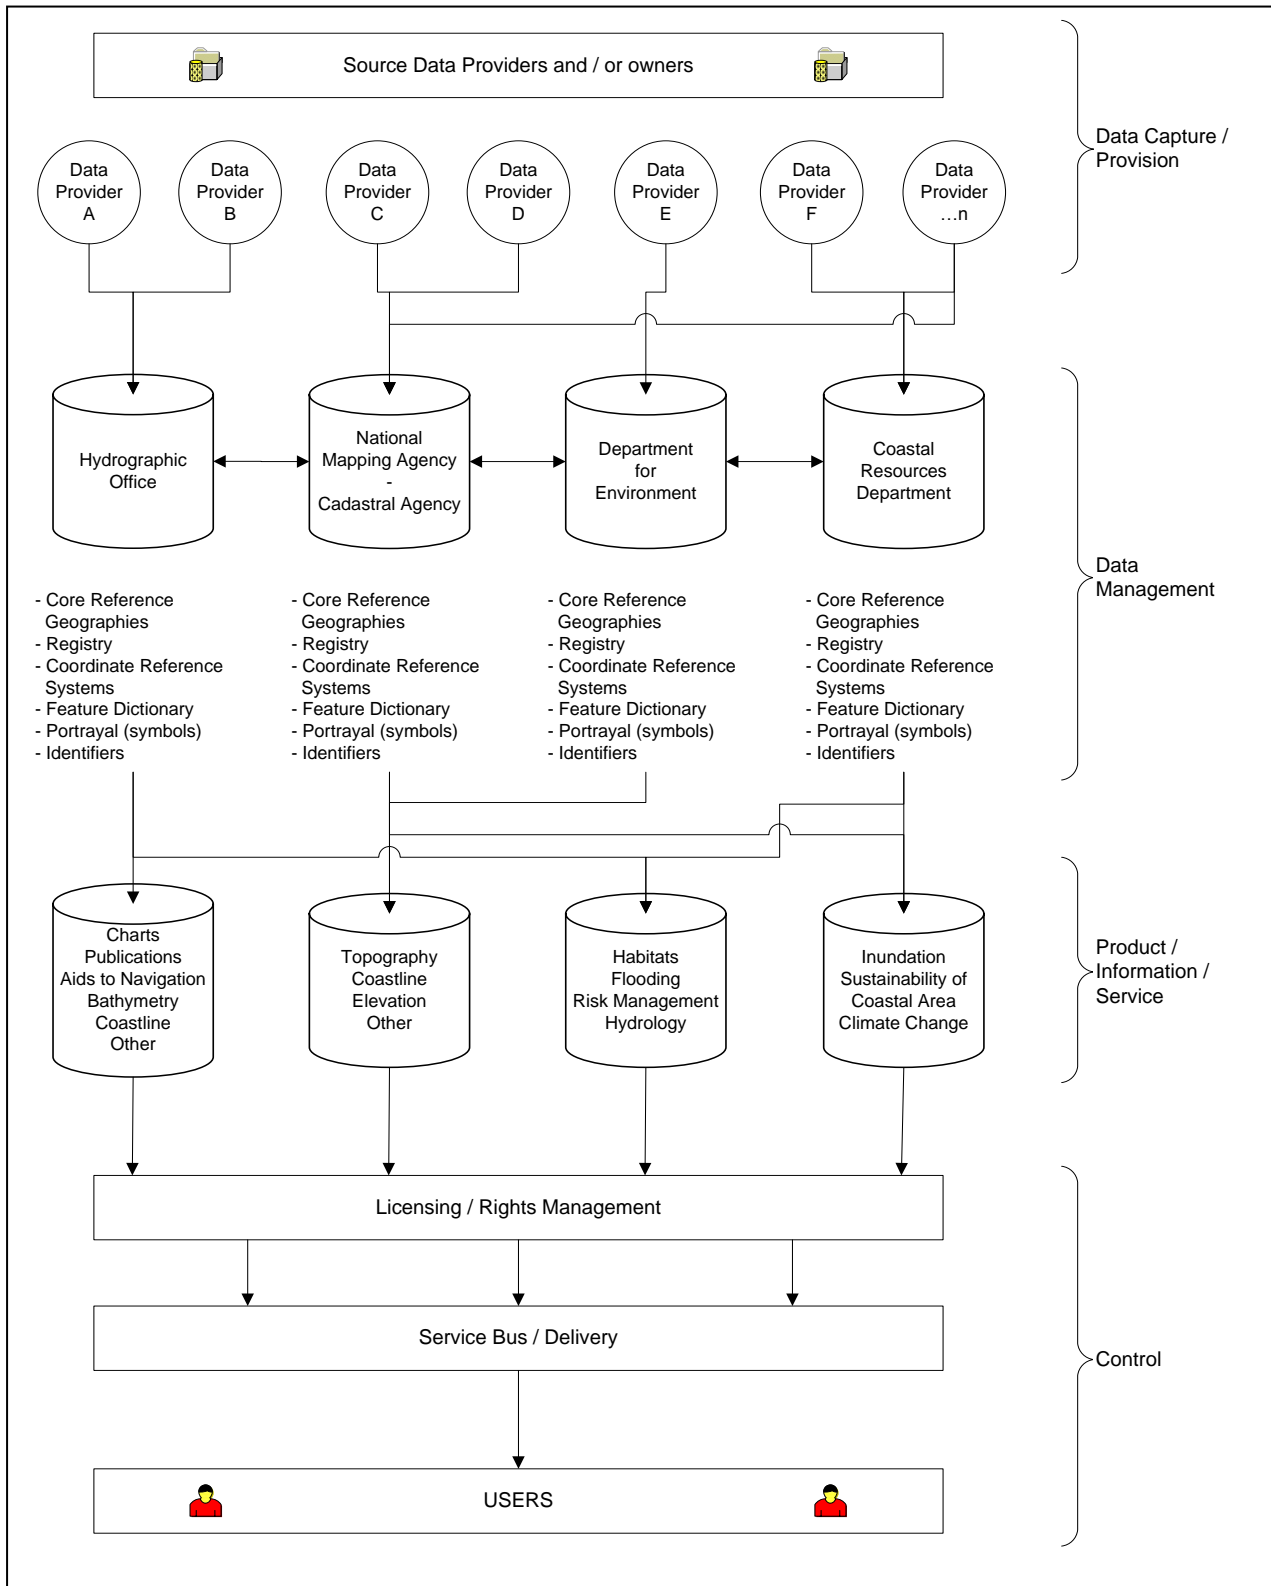 Source Data Providers and / or owners
Data Capture /
Provision
Data
Provider
A
Data
Provider
B
Data
Provider
C
Data
Provider
D
Data
Provider
E
Data
Provider
F
Data
Provider
…n
Hydrographic
Office
National
Mapping Agency
-
Cadastral Agency
Department
for
Environment
Coastal
Resources
Department
Data
Management
- Core Reference
Geographies
- Registry
- Coordinate Reference
Systems
- Feature Dictionary
- Portrayal (symbols)
- Identifiers
- Core Reference
Geographies
- Registry
- Coordinate Reference
Systems
- Feature Dictionary
- Portrayal (symbols)
- Identifiers
- Core Reference
Geographies
- Registry
- Coordinate Reference
Systems
- Feature Dictionary
- Portrayal (symbols)
- Identifiers
- Core Reference
Geographies
- Registry
- Coordinate Reference
Systems
- Feature Dictionary
- Portrayal (symbols)
- Identifiers
Charts
Publications
Aids to Navigation
Bathymetry
Coastline
Other
Topography
Coastline
Elevation
Other
Habitats
Flooding
Risk Management
Hydrology
Inundation
Sustainability of
Coastal Area
Climate Change
Product /
Information /
Service
Licensing / Rights Management
Service Bus / Delivery
Control
USERS